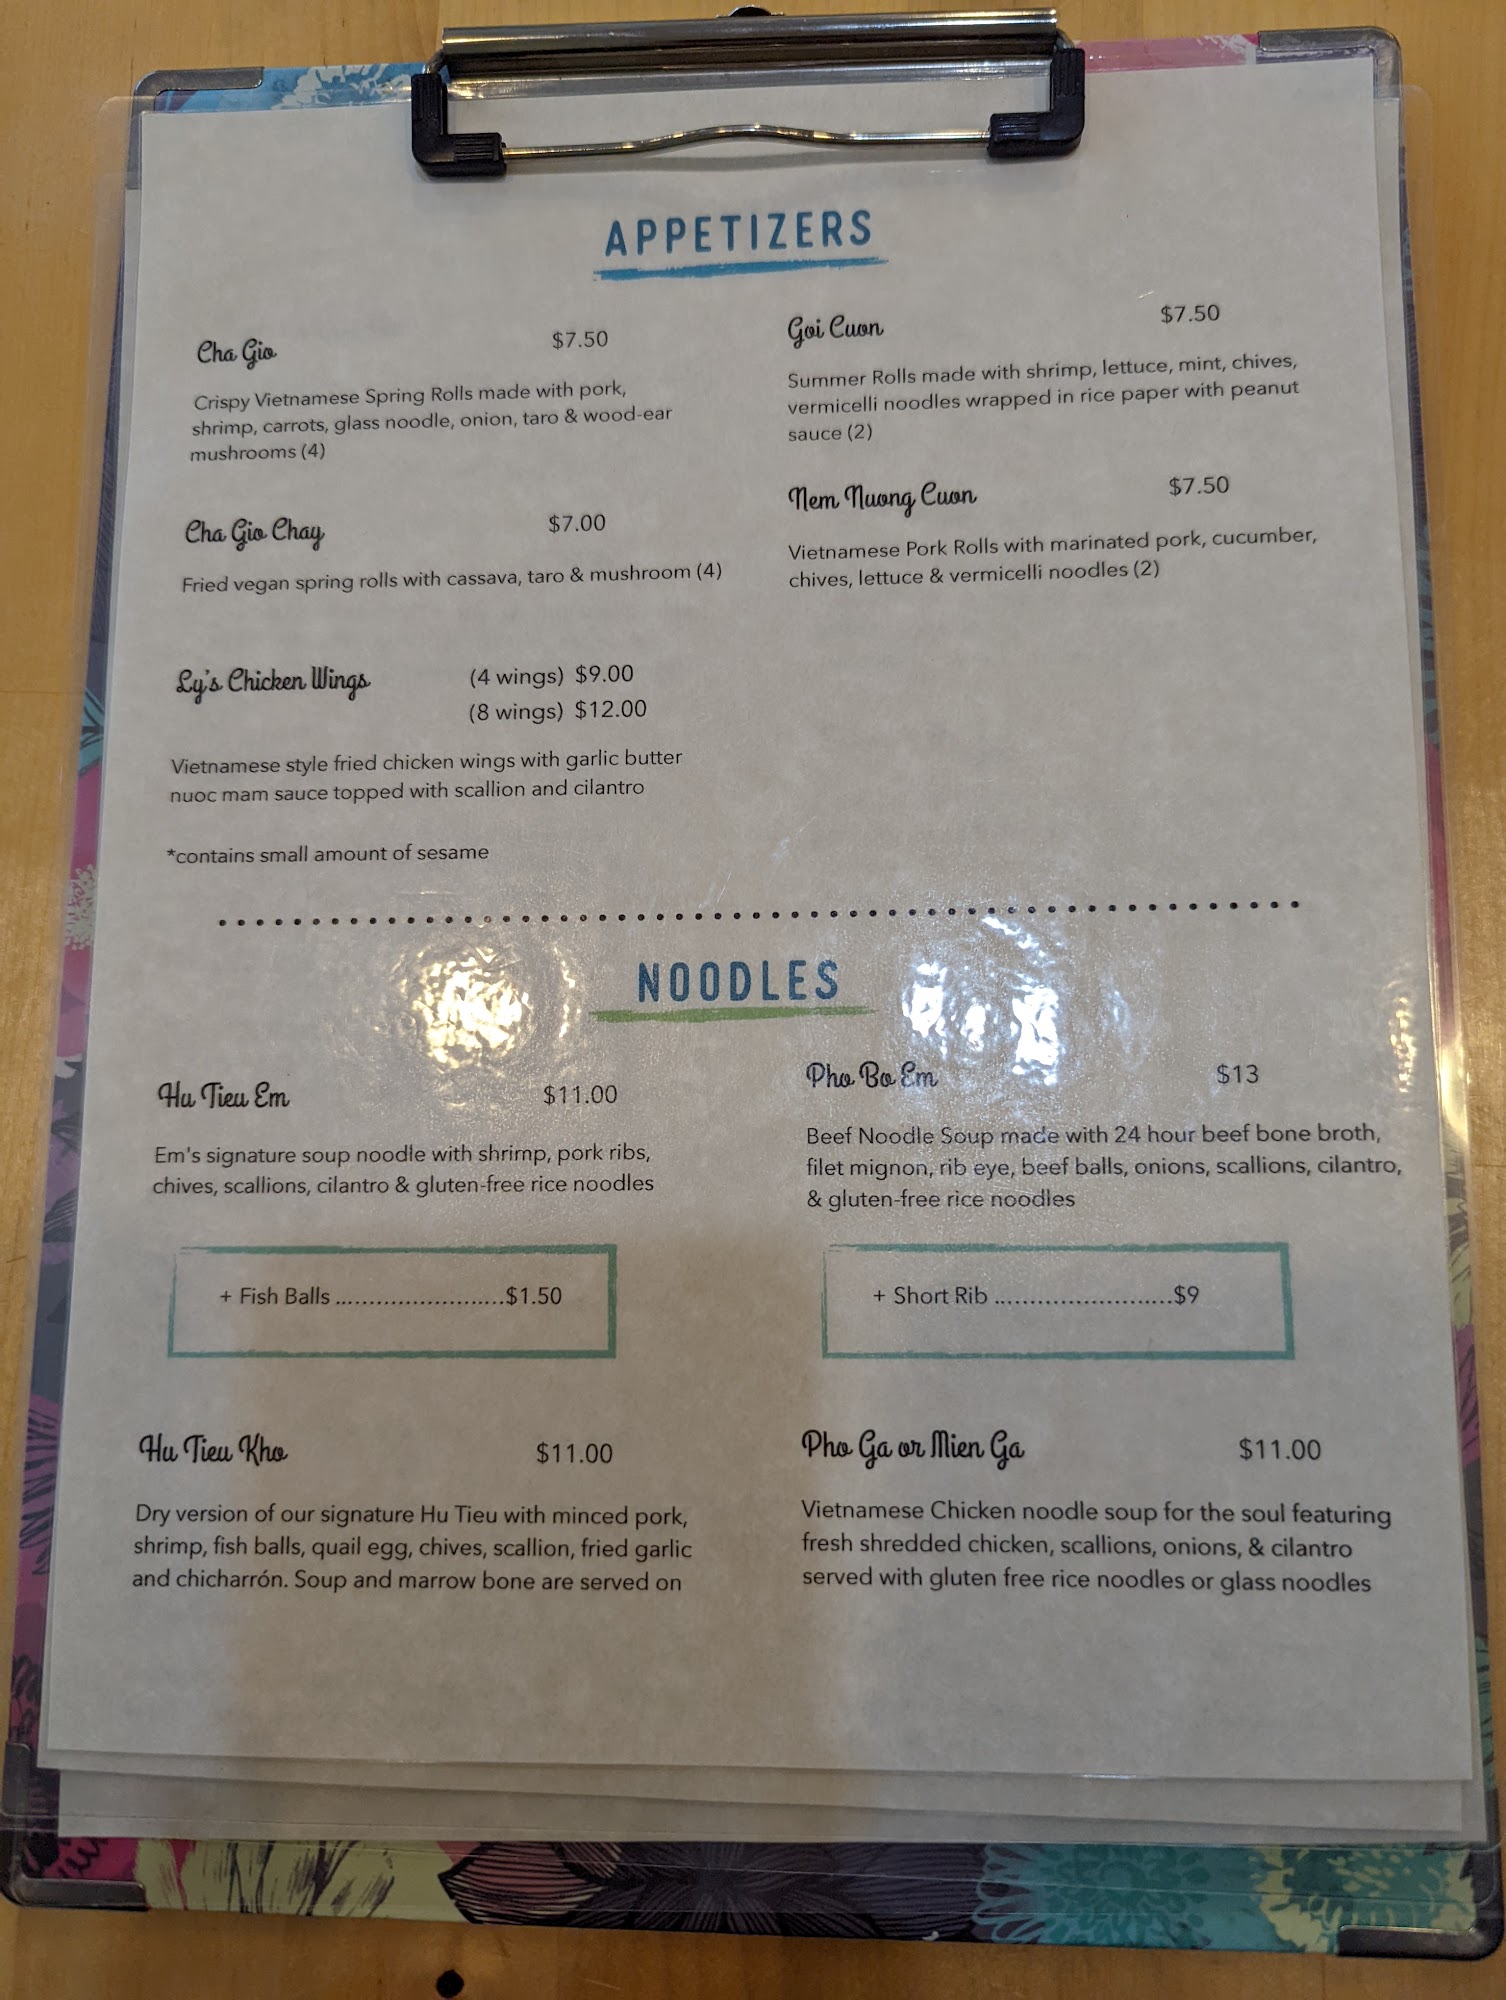 APPETIZERS
Cha Gio $7.50
Crispy Vietnamese Spring Rolls made with pork,
shrimp, carrots, glass noodle, onion, taro & wood-ear
mushrooms (4)
Cha Gio Chay $7.00
Fried vegan spring rolls with cassava, taro & mushroom (4)
Ly's Chicken Wings (4 wings) $9.00
(8 wings) $12.00
Vietnamese style fried chicken wings with garlic butter
nuoc mam sauce topped with scallion and cilantro
*contains small amount of sesame
Goi Cuon $7.50
Summer Rolls made with shrimp, lettuce, mint, chives,
vermicelli noodles wrapped in rice paper with peanut
sauce (2)
Nem Nuong Cuon $7.50
Vietnamese Pork Rolls with marinated pork, cucumber,
chives, lettuce & vermicelli noodles (2)
NOODLES
Hu Tieu Em $11.00
Em's signature soup noodle with shrimp, pork ribs,
chives, scallions, cilantro & gluten-free rice noodles
+ Fish Balls .........................$1.50
Hu Tieu Kho $11.00
Dry version of our signature Hu Tieu with minced pork,
shrimp, fish balls, quail egg, chives, scallion, fried garlic
and chicharrón. Soup and marrow bone are served on
Pho Bo Em $13
Beef Noodle Soup made with 24 hour beef bone broth,
filet mignon, rib eye, beef balls, onions, scallions, cilantro,
& gluten-free rice noodles
+ Short Rib .........................$9
Pho Ga or Mien Ga $11.00
Vietnamese Chicken noodle soup for the soul featuring
fresh shredded chicken, scallions, onions, & cilantro
served with gluten free rice noodles or glass noodles